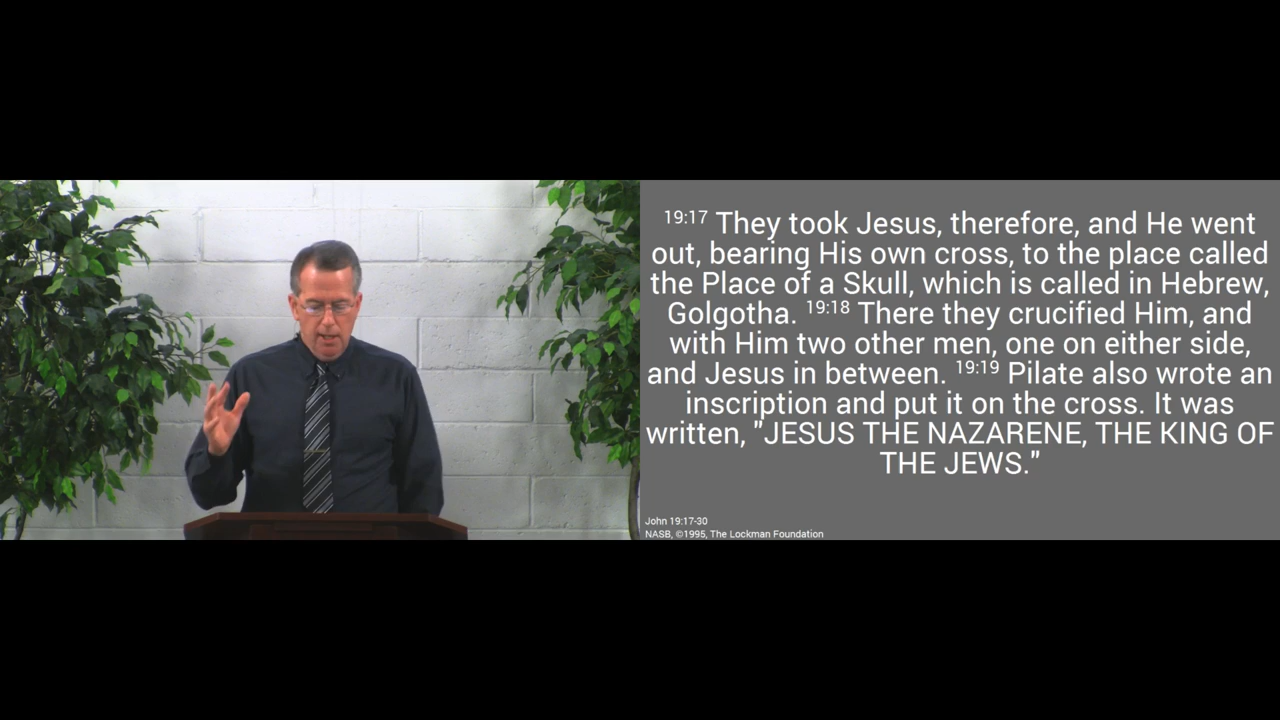 19:17 They took Jesus, therefore, and He went
out, bearing His own cross, to the place called
the Place of a Skull, which is called in Hebrew,
Golgotha. 19:18 There they crucified Him, and
with Him two other men, one on either side,
and Jesus in between. 19:19 Pilate also wrote an
inscription and put it on the cross. It was
written, "JESUS THE NAZARENE, THE KING OF
THE JEWS."
John 19:17-30
NASB, ©1995, The Lockman Foundation